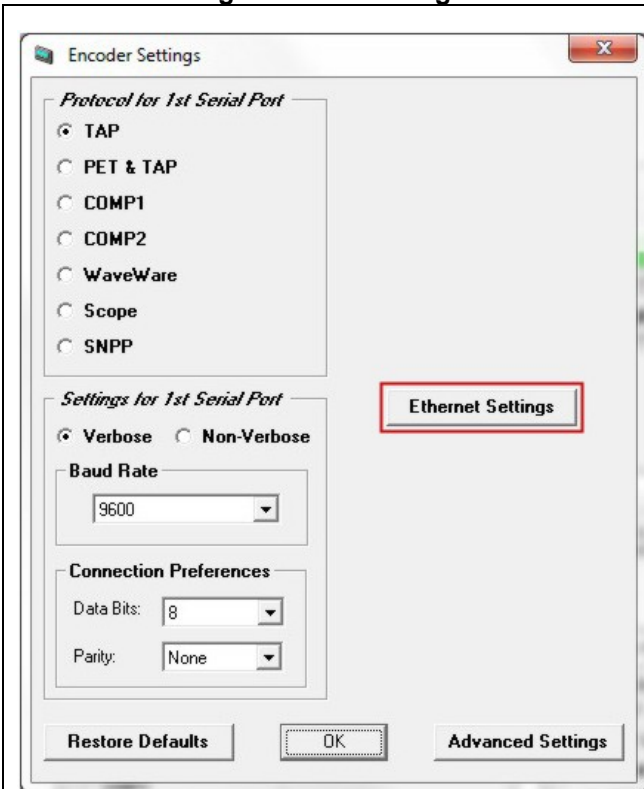 Encoder Settings
Protocol for 1st Serial Port
TAP
PET & TAP
COMP1
COMP2
WaveWare
Scope
SNPP
Settings for 1st Serial Port
Verbose Non-Verbose
Baud Rate
9600
Connection Preferences
Data Bits: 8
Parity: None
Ethernet Settings
Restore Defaults OK Advanced Settings